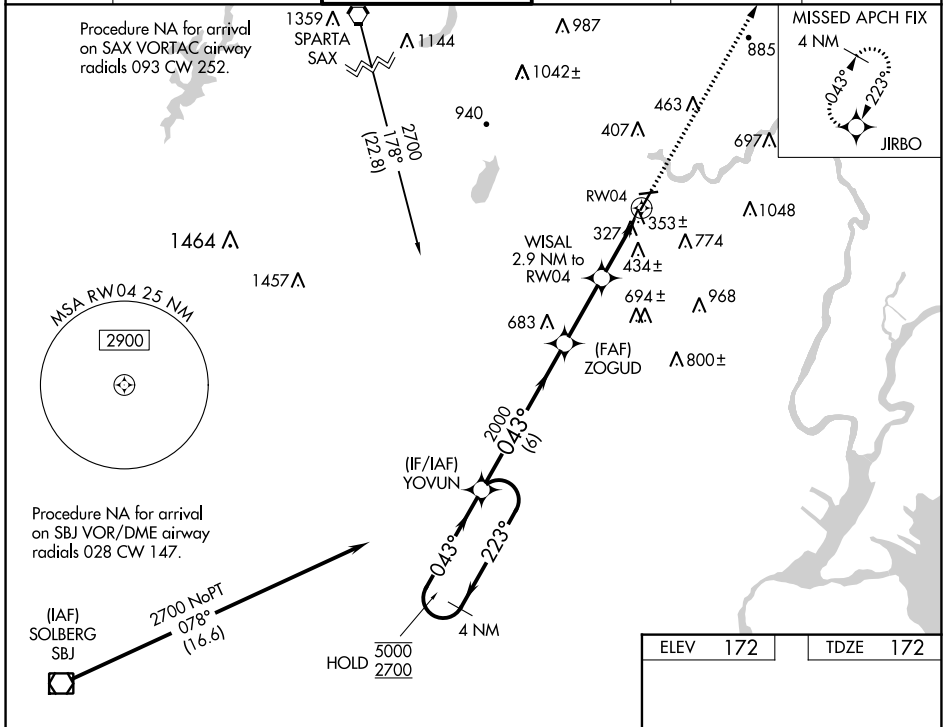 Procedure NA for arrival
on SAX VORTAC airway
radials 093 CW 252.
1359
SPARTA
SAX
1144
987
1042±
940
2700
178°
(22.8)
885
463
407
697
MISSED APCH FIX
4 NM
043°
223°
JIRBO
RW04
353±
327
1048
774
434±
WISAL
2.9 NM to
RW04
1464
1457
694±
968
683
(FAF)
ZOGUD
800±
MSA RW04 25 NM
2900
2000
043°
(6)
(IF/IAF)
YOVUN
043°
223°
4 NM
HOLD
5000
2700
Procedure NA for arrival
on SBJ VOR/DME airway
radials 028 CW 147.
(IAF)
SOLBERG
SBJ
2700 NoPT
078°
(16.6)
ELEV 172
TDZE 172